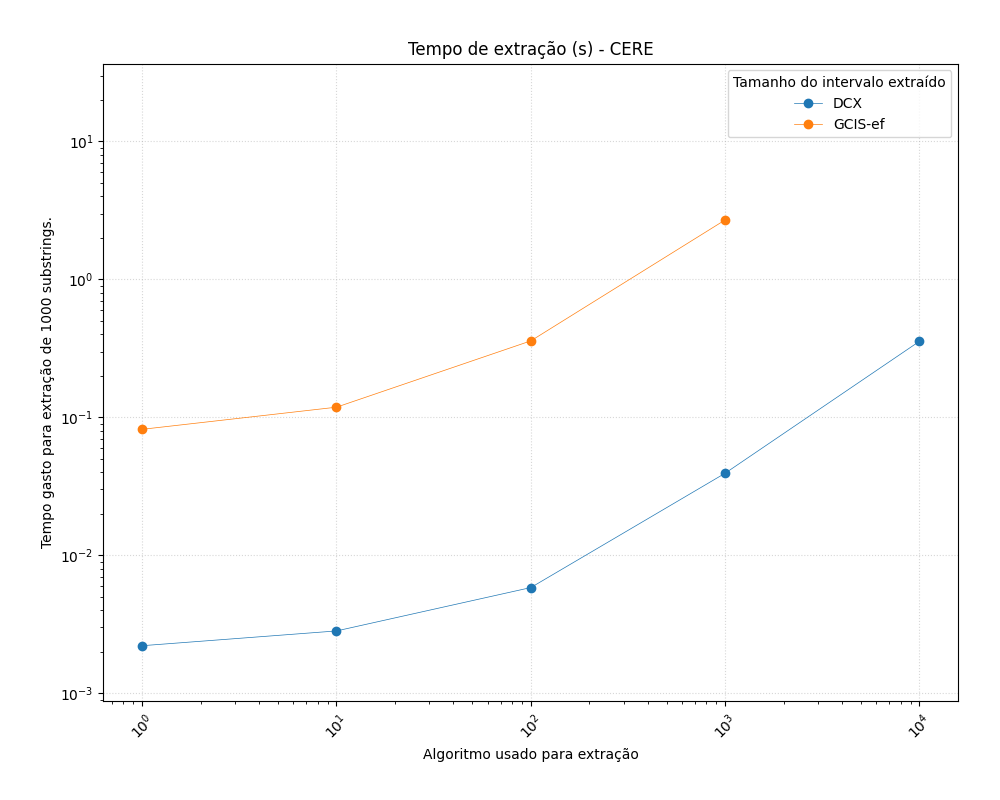 Tempo de extração (s) - CERE
Tamanho do intervalo extraído
DCX
GCIS-ef
Tempo gasto para extração de 1000 substrings.
10¹
10⁰
10⁻¹
10⁻²
10⁻³
10⁰
10¹
10²
10³
10⁴
Algoritmo usado para extração